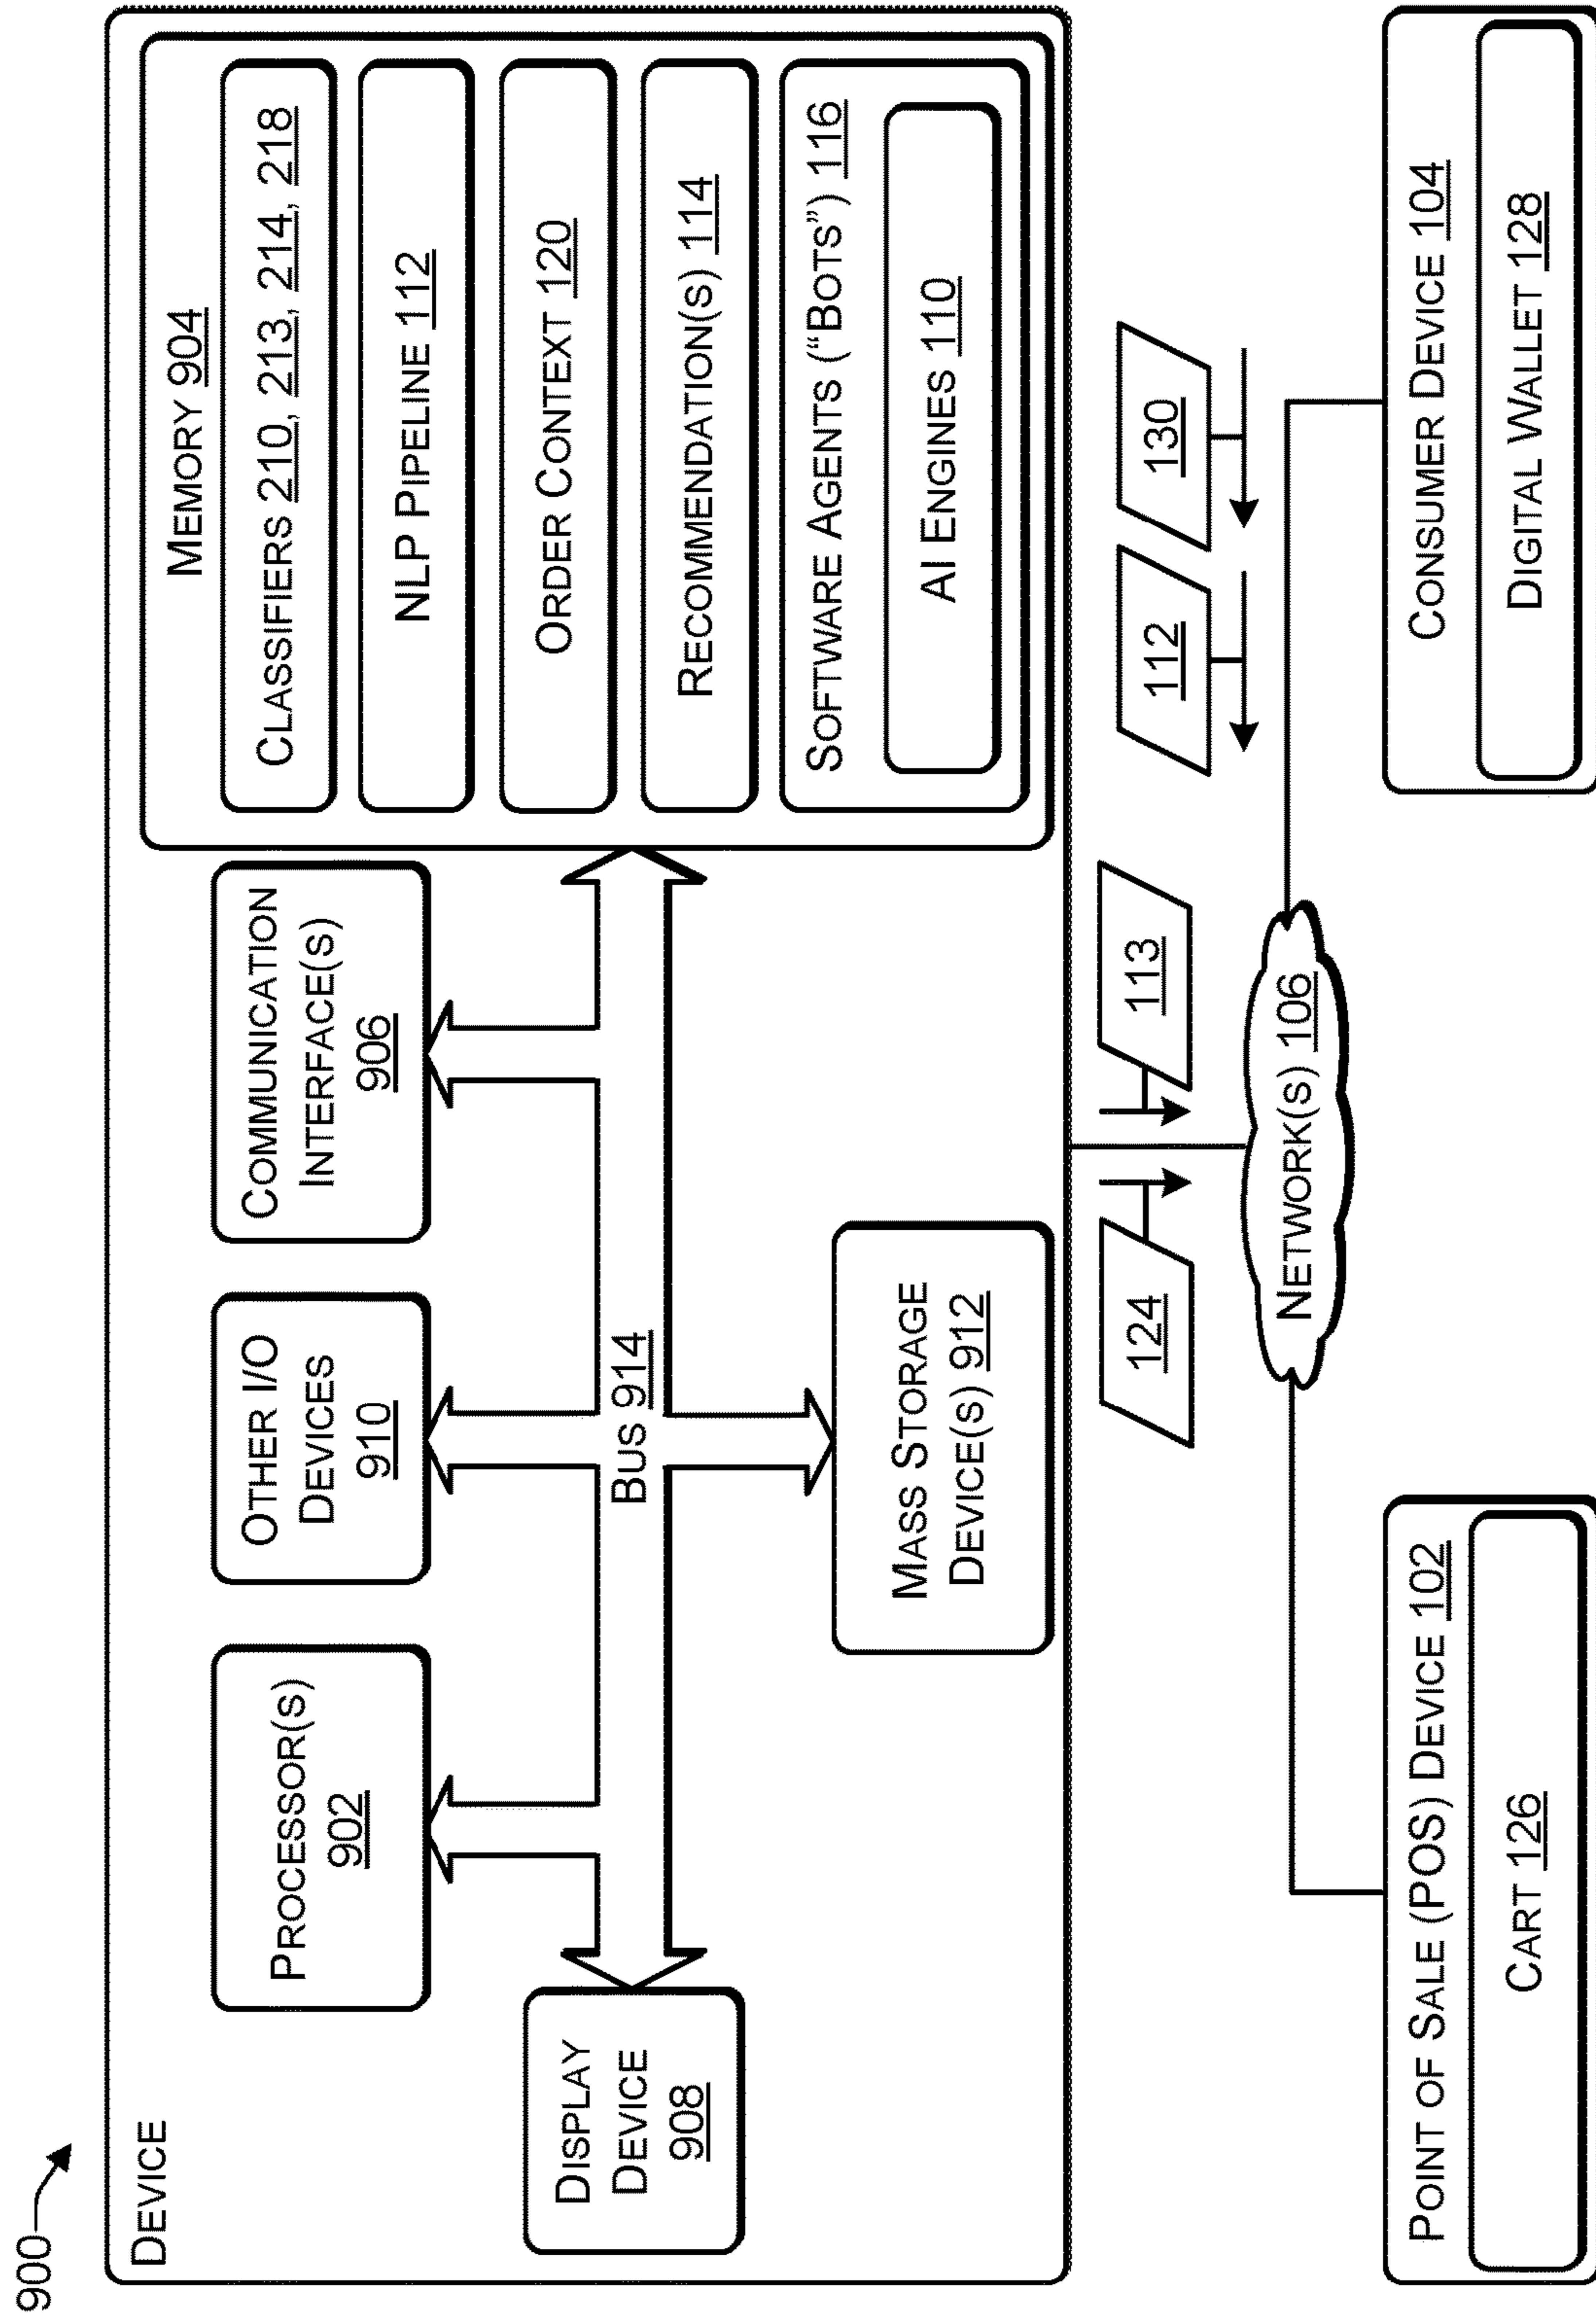 900
DEVICE
PROCESSOR(S)
902
OTHER I/O
DEVICES
910
COMMUNICATION
INTERFACE(S)
906
DISPLAY
DEVICE
908
BUS 914
MASS STORAGE
DEVICE(S) 912
MEMORY 904
CLASSIFIERS 210, 213, 214, 218
NLP PIPELINE 112
ORDER CONTEXT 120
RECOMMENDATION(S) 114
SOFTWARE AGENTS (“BOTS”) 116
AI ENGINES 110
124
113
112
130
NETWORK(S) 106
POINT OF SALE (POS) DEVICE 102
CART 126
CONSUMER DEVICE 104
DIGITAL WALLET 128